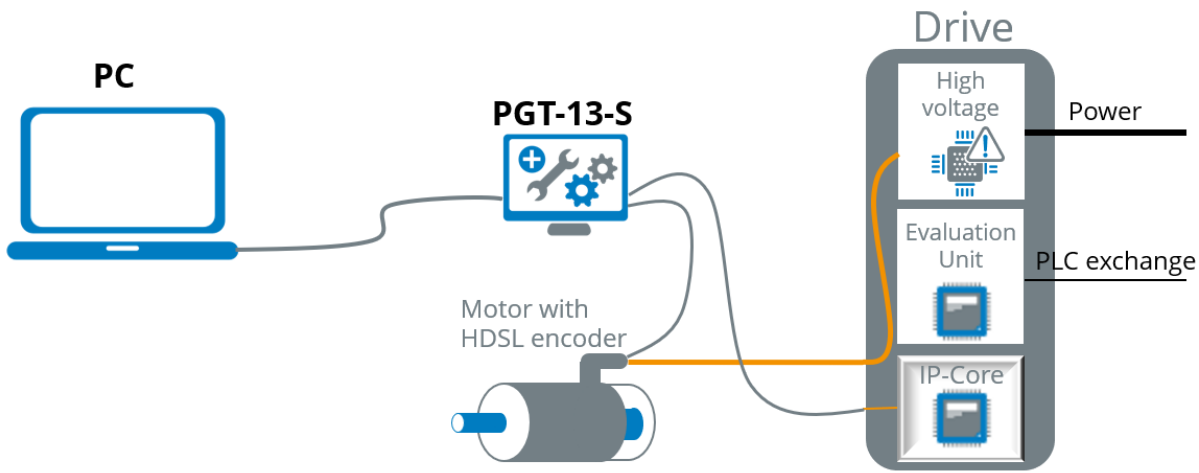 PC
PGT-13-S
Drive
High
voltage
Power
Evaluation
Unit
PLC exchange
Motor with
HDSL encoder
IP-Core